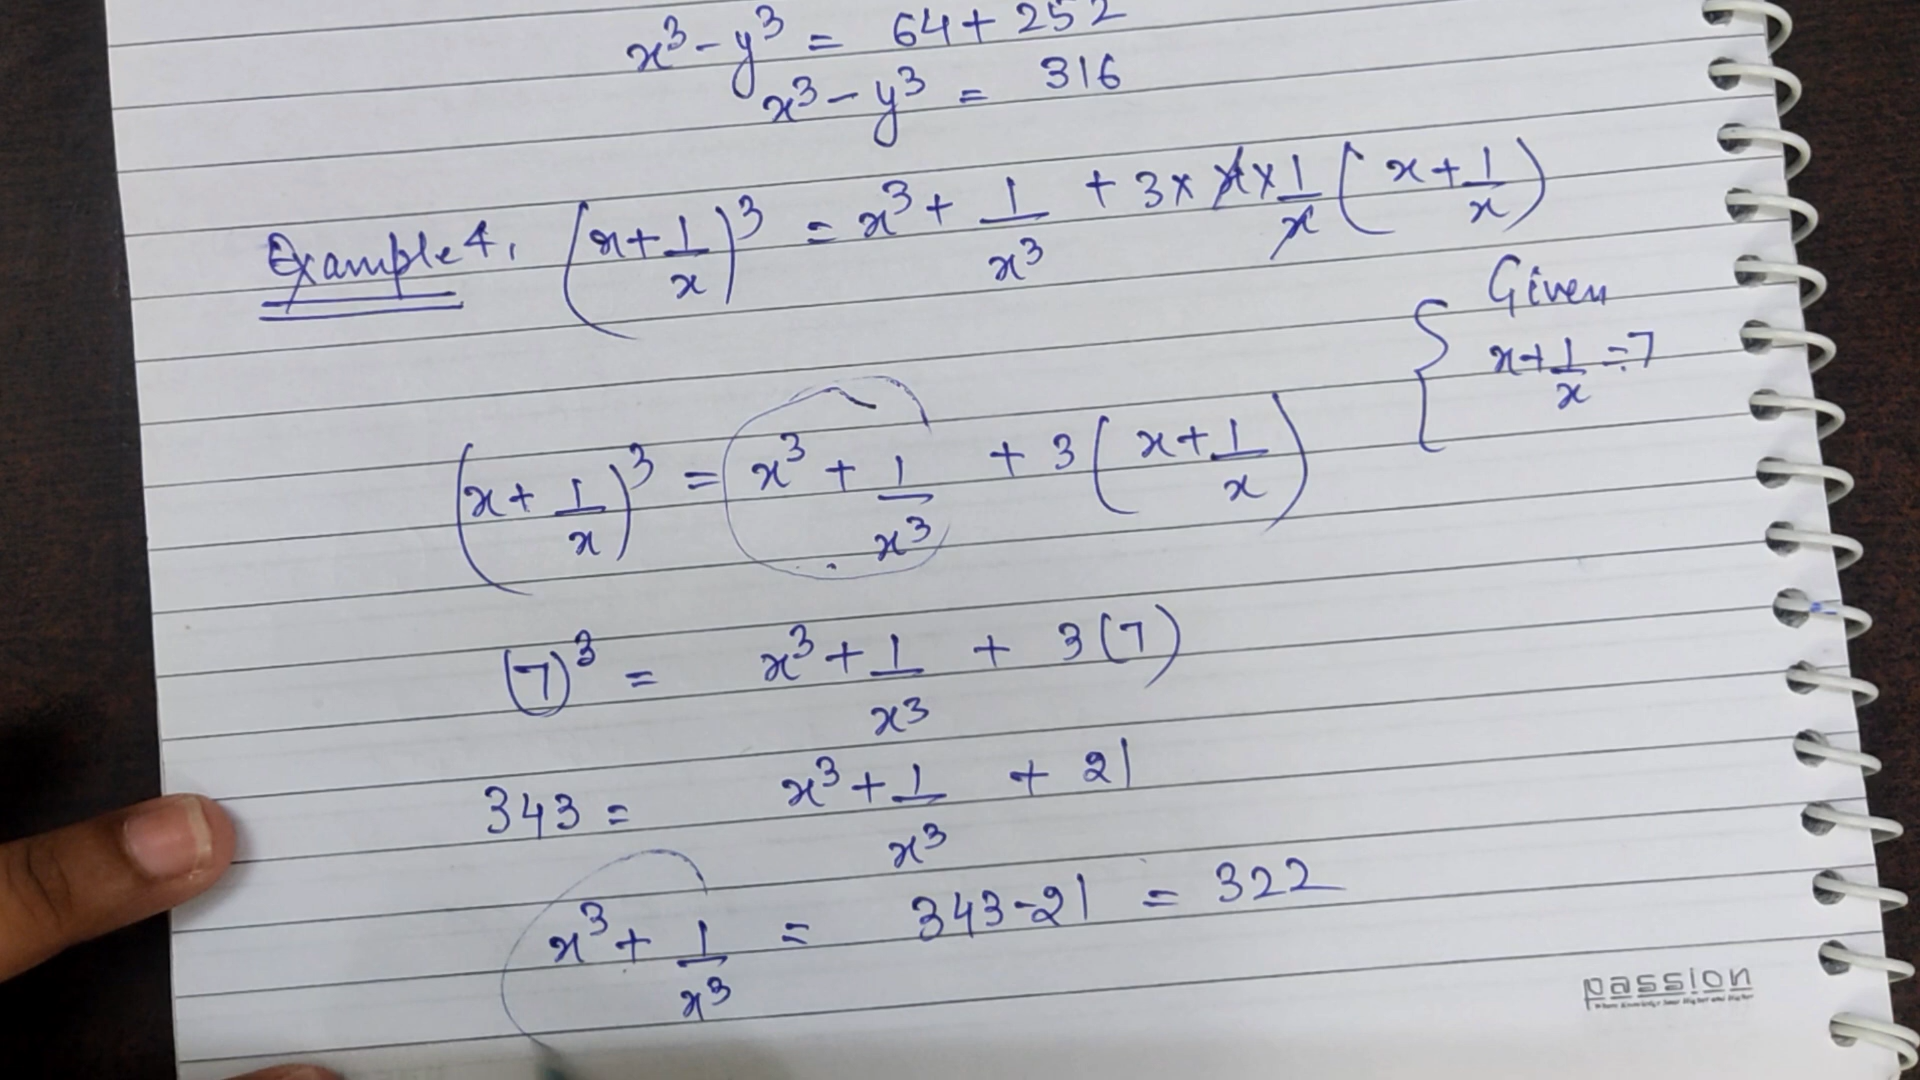 x³ - y³ = 64 + 252
x³ - y³ = 316
Example 4, (x + 1/x)³ = x³ + 1/x³ + 3 × x × 1/x (x + 1/x)
{ Given
x + 1/x = 7
(x + 1/x)³ = x³ + 1/x³ + 3 (x + 1/x)
(7)³ = x³ + 1/x³ + 3(7)
343 = x³ + 1/x³ + 21
x³ + 1/x³ = 343 - 21 = 322
passion